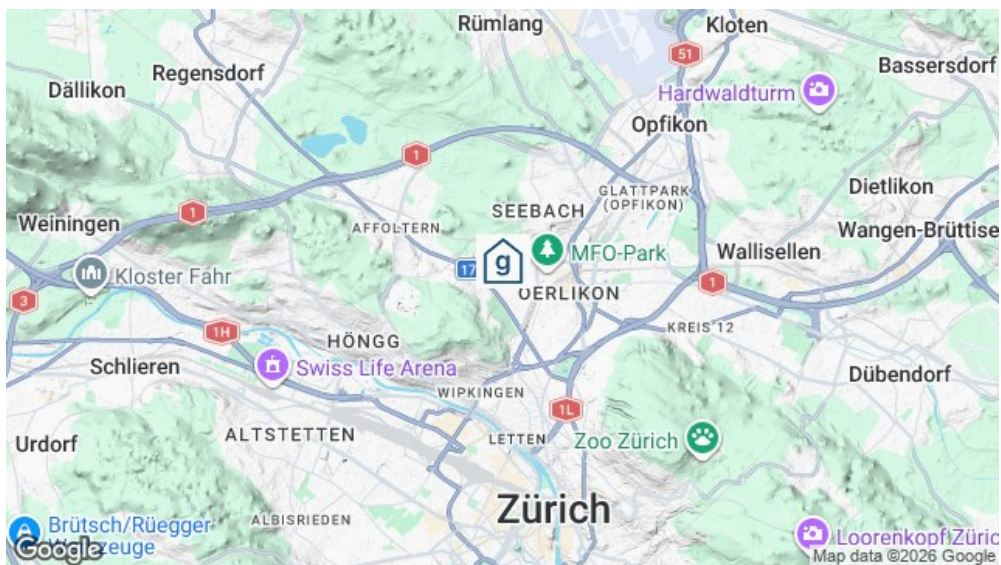 Rümlang
Kloten
51
Bassersdorf
Regensdorf
Dällikon
Hardwaldturm
Opfikon
1
GLATTPARK
(OPFIKON)
Dietlikon
1
SEEBACH
Weiningen
AFFOLTERN
Wangen-Brüttise
MFO-Park
Wallisellen
g
17
Kloster Fahr
1
3
OERLIKON
1H
HÖNGG
KREIS 12
Schlieren
Swiss Life Arena
Dübendorf
WIPKINGEN
1L
Urdorf
ALTSTETTEN
LETTEN
Zoo Zürich
Zürich
ALBISRIEDEN
Brütsch/Rüegger
Werkzeuge
Loorenkopf Züric
Google
Map data ©2026 Google